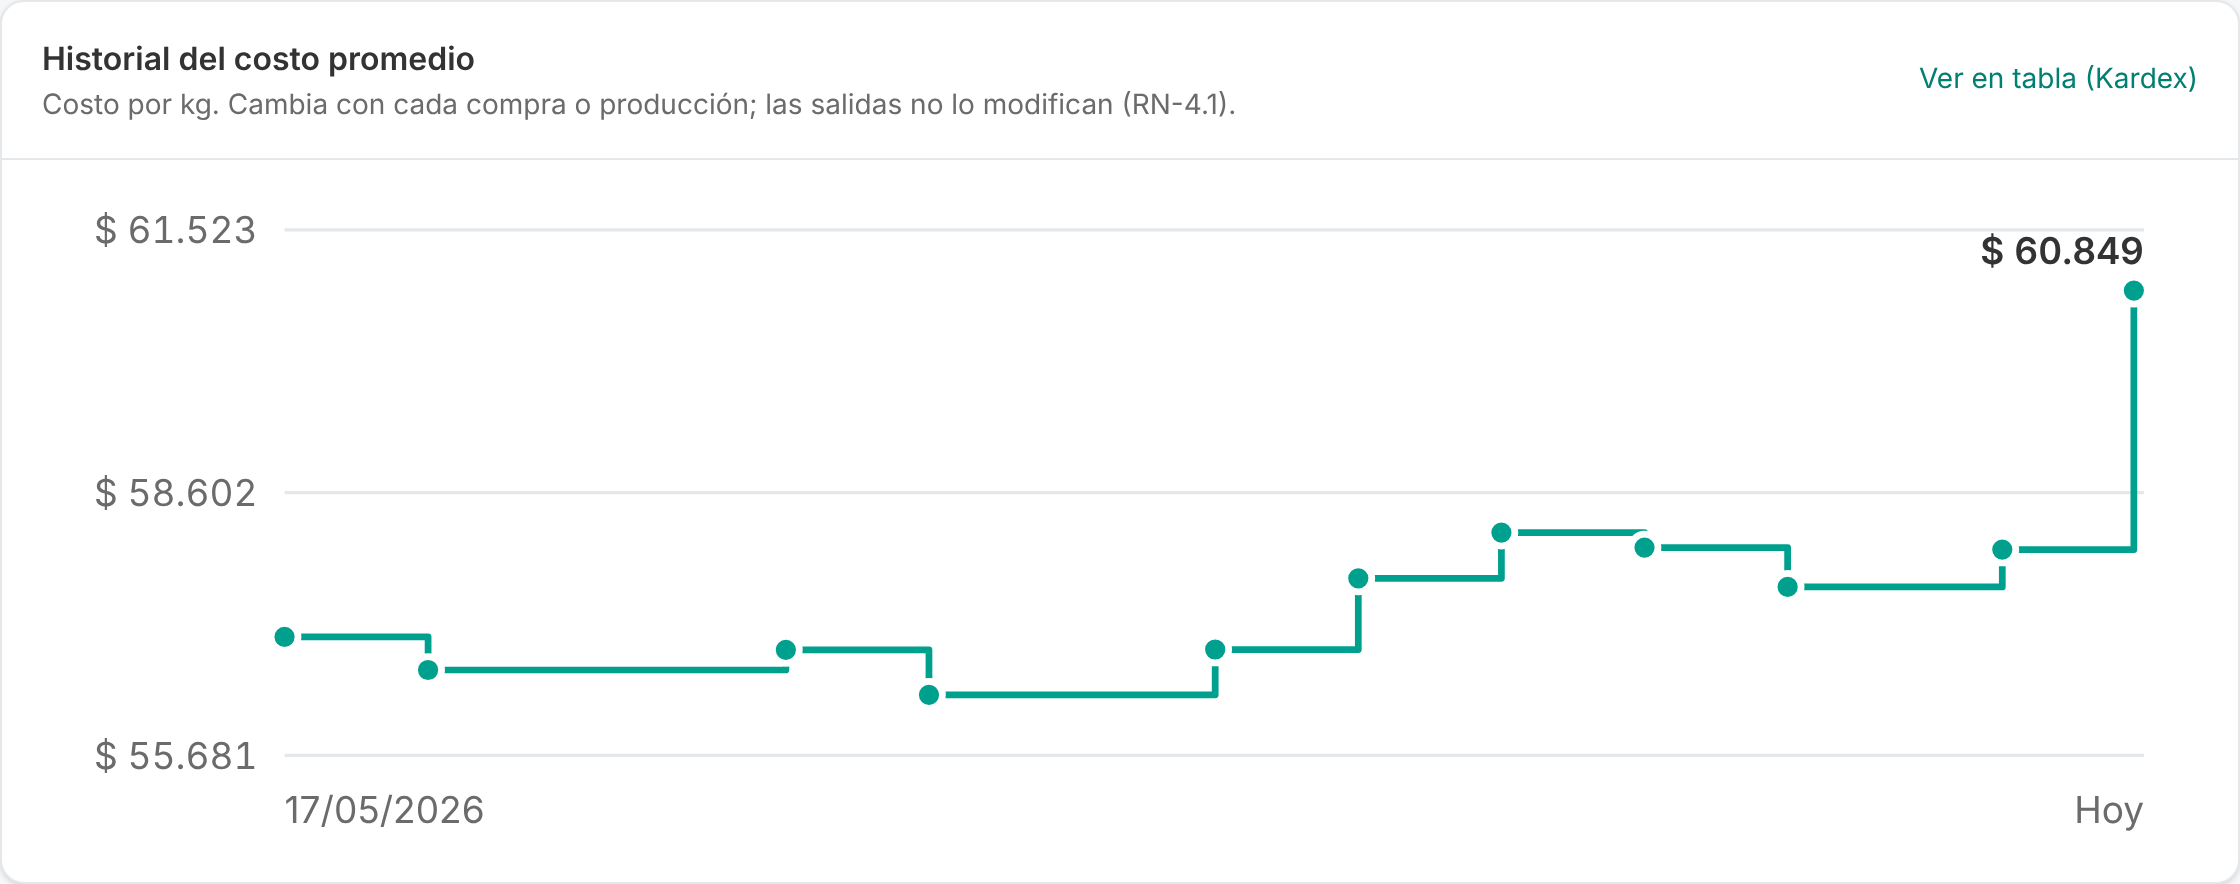 Historial del costo promedio
Costo por kg. Cambia con cada compra o producción; las salidas no lo modifican (RN-4.1).
Ver en tabla (Kardex)
$ 61.523
$ 60.849
$ 58.602
$ 55.681
17/05/2026
Hoy